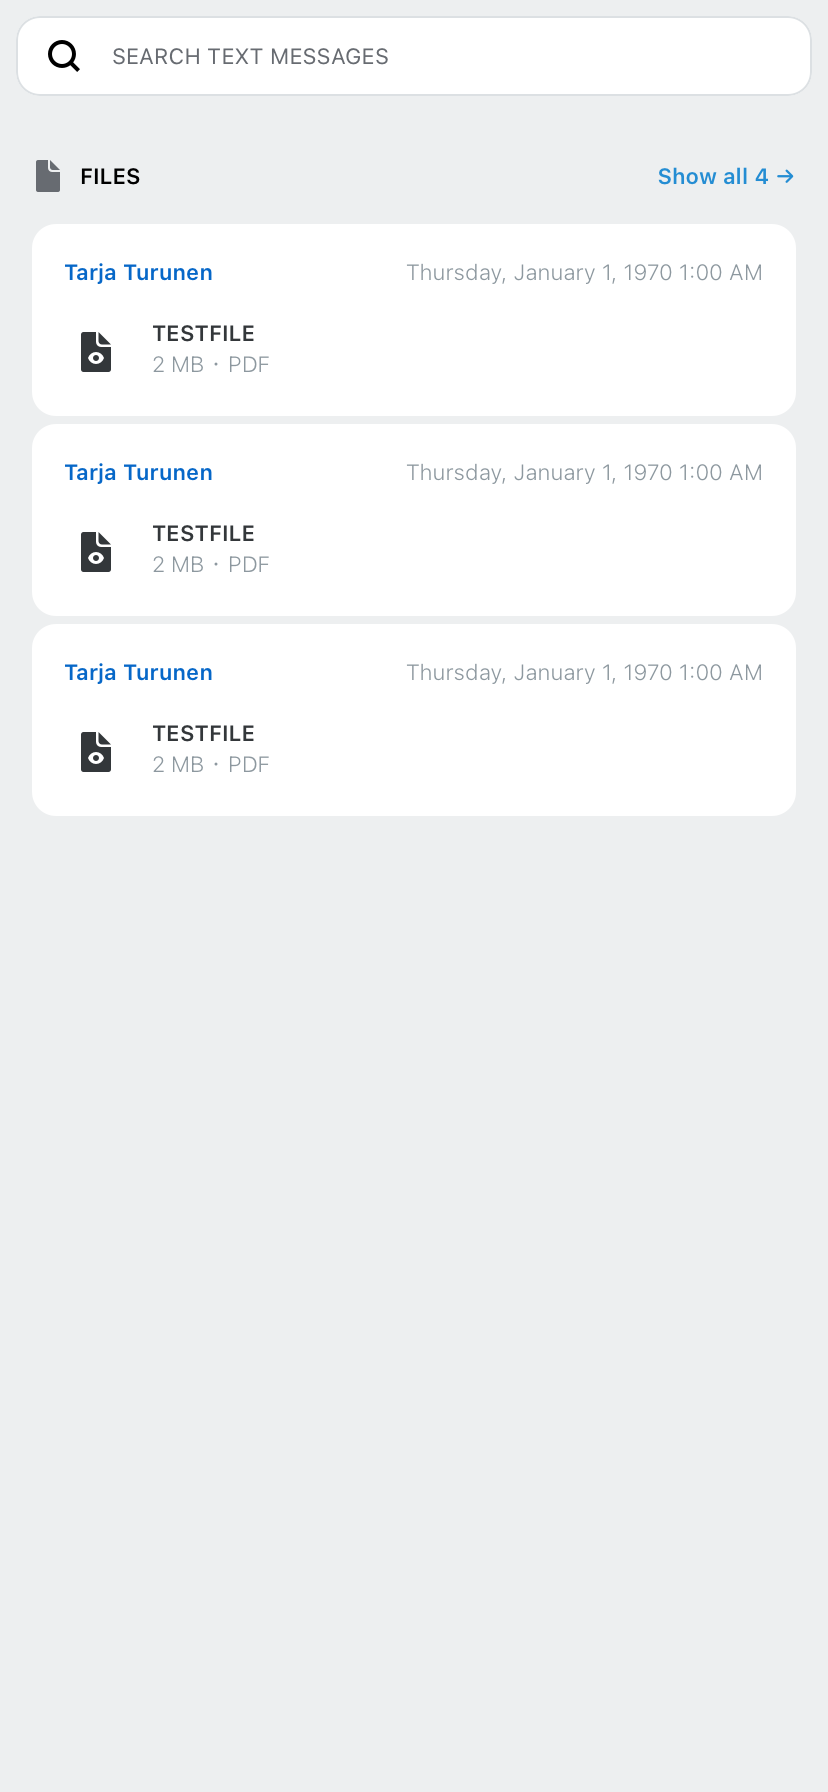 SEARCH TEXT MESSAGES
FILES
Show all 4 →
Tarja Turunen
Thursday, January 1, 1970 1:00 AM
TESTFILE
2 MB · PDF
Tarja Turunen
Thursday, January 1, 1970 1:00 AM
TESTFILE
2 MB · PDF
Tarja Turunen
Thursday, January 1, 1970 1:00 AM
TESTFILE
2 MB · PDF